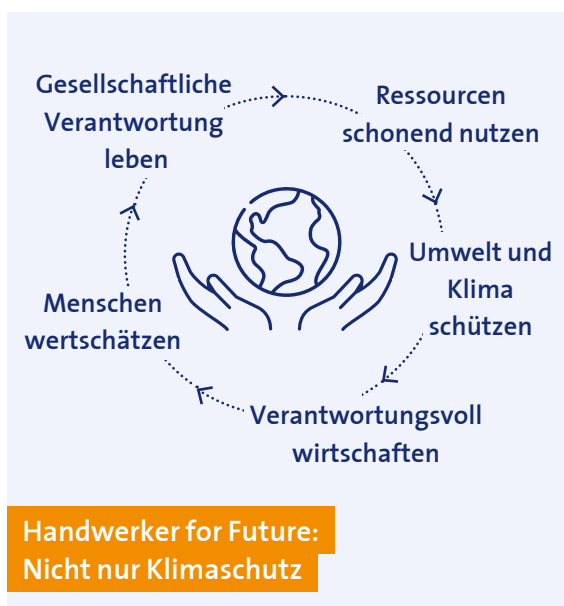 Gesellschaftliche
Verantwortung
leben
Ressourcen
schonend nutzen
Umwelt und
Klima
schützen
Verantwortungsvoll
wirtschaften
Menschen
wertschätzen
Handwerker for Future:
Nicht nur Klimaschutz